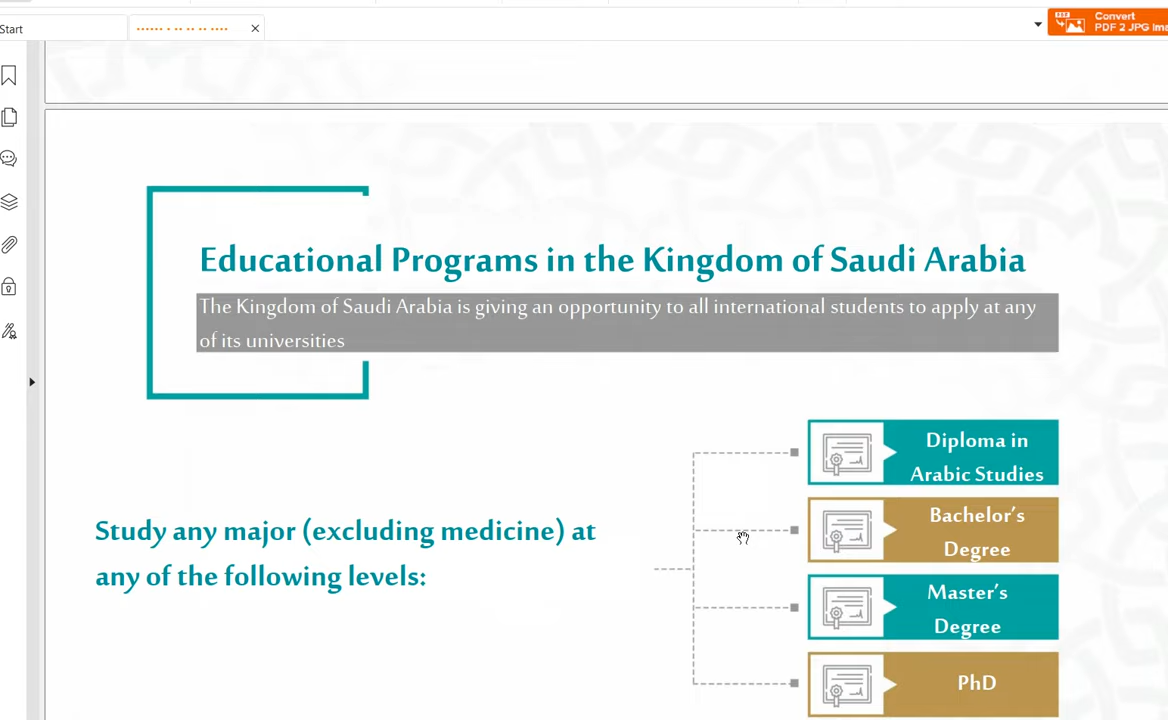 Start
Convert
PDF 2 JPG
Educational Programs in the Kingdom of Saudi Arabia
The Kingdom of Saudi Arabia is giving an opportunity to all international students to apply at any
of its universities
Study any major (excluding medicine) at
any of the following levels:
Diploma in
Arabic Studies
Bachelor’s
Degree
Master’s
Degree
PhD